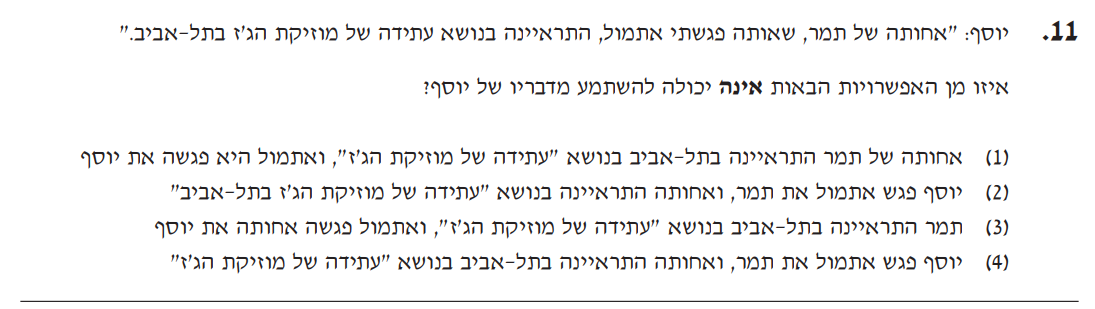 11. יוסף: "אחותה של תמר, שאותה פגשתי אתמול, התראיינה בנושא עתידה של מוזיקת הג'ז בתל-אביב."
איזו מן האפשרויות הבאות אינה יכולה להשתמע מדבריו של יוסף?
(1) אחותה של תמר התראיינה בתל-אביב בנושא "עתידה של מוזיקת הג'ז", ואתמול היא פגשה את יוסף
(2) יוסף פגש אתמול את תמר, ואחותה התראיינה בנושא "עתידה של מוזיקת הג'ז בתל-אביב"
(3) תמר התראיינה בתל-אביב בנושא "עתידה של מוזיקת הג'ז", ואתמול פגשה אחותה את יוסף
(4) יוסף פגש אתמול את תמר, ואחותה התראיינה בתל-אביב בנושא "עתידה של מוזיקת הג'ז"